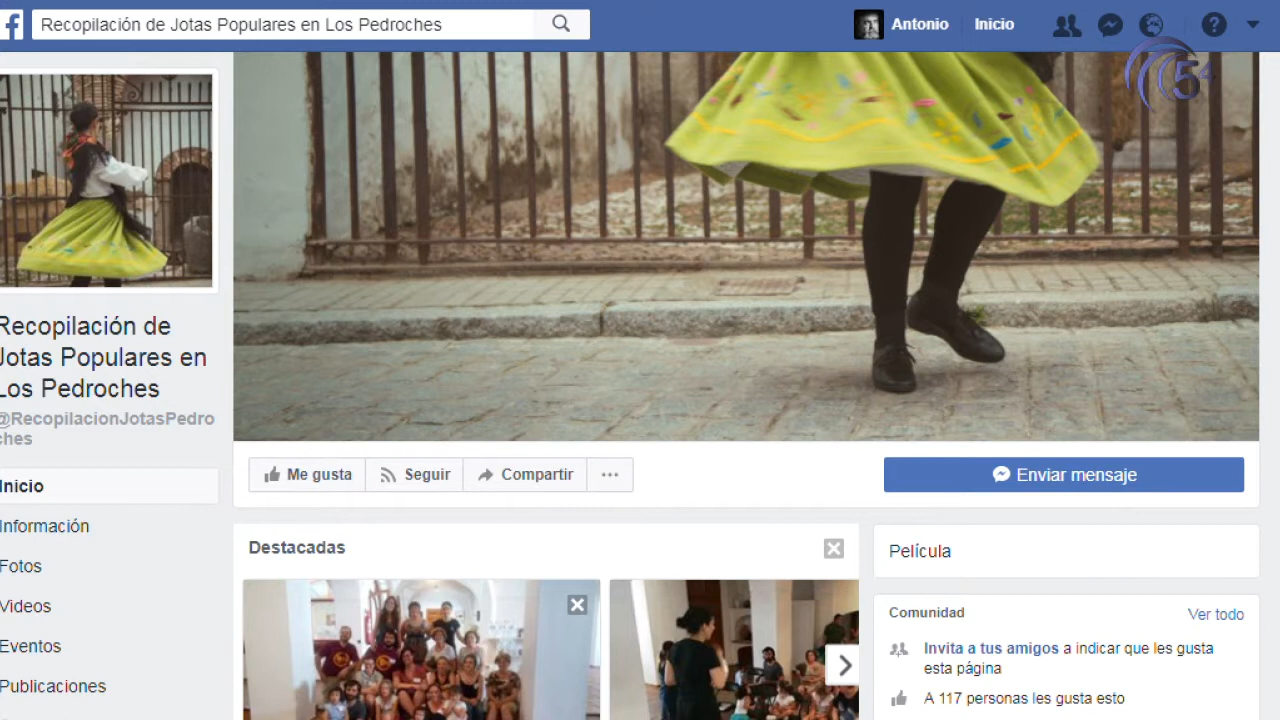 Recopilación de Jotas Populares en Los Pedroches
Antonio
Inicio
54
Recopilación de
Jotas Populares en
Los Pedroches
@RecopilacionJotasPedro
ches
Inicio
Información
Fotos
Videos
Eventos
Publicaciones
Me gusta
Seguir
Compartir
Enviar mensaje
Destacadas
Película
Comunidad
Ver todo
Invita a tus amigos a indicar que les gusta
esta página
A 117 personas les gusta esto